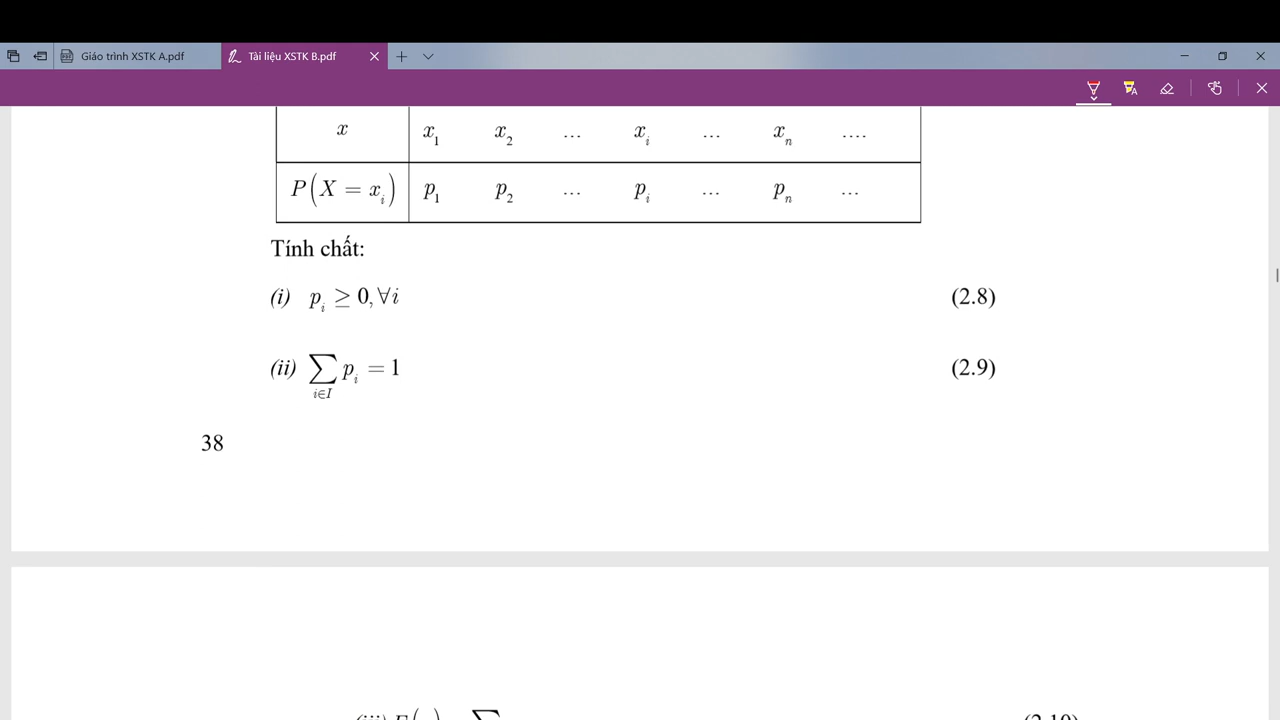 Giáo trình XSTK A.pdf Tài liệu XSTK B.pdf
x x₁ x₂ ... xᵢ ... xₙ ....
P(X = xᵢ) p₁ p₂ ... pᵢ ... pₙ ...
Tính chất:
(i) pᵢ ≥ 0, ∀i (2.8)
(ii) ∑ pᵢ = 1 (2.9)
i∈I
38